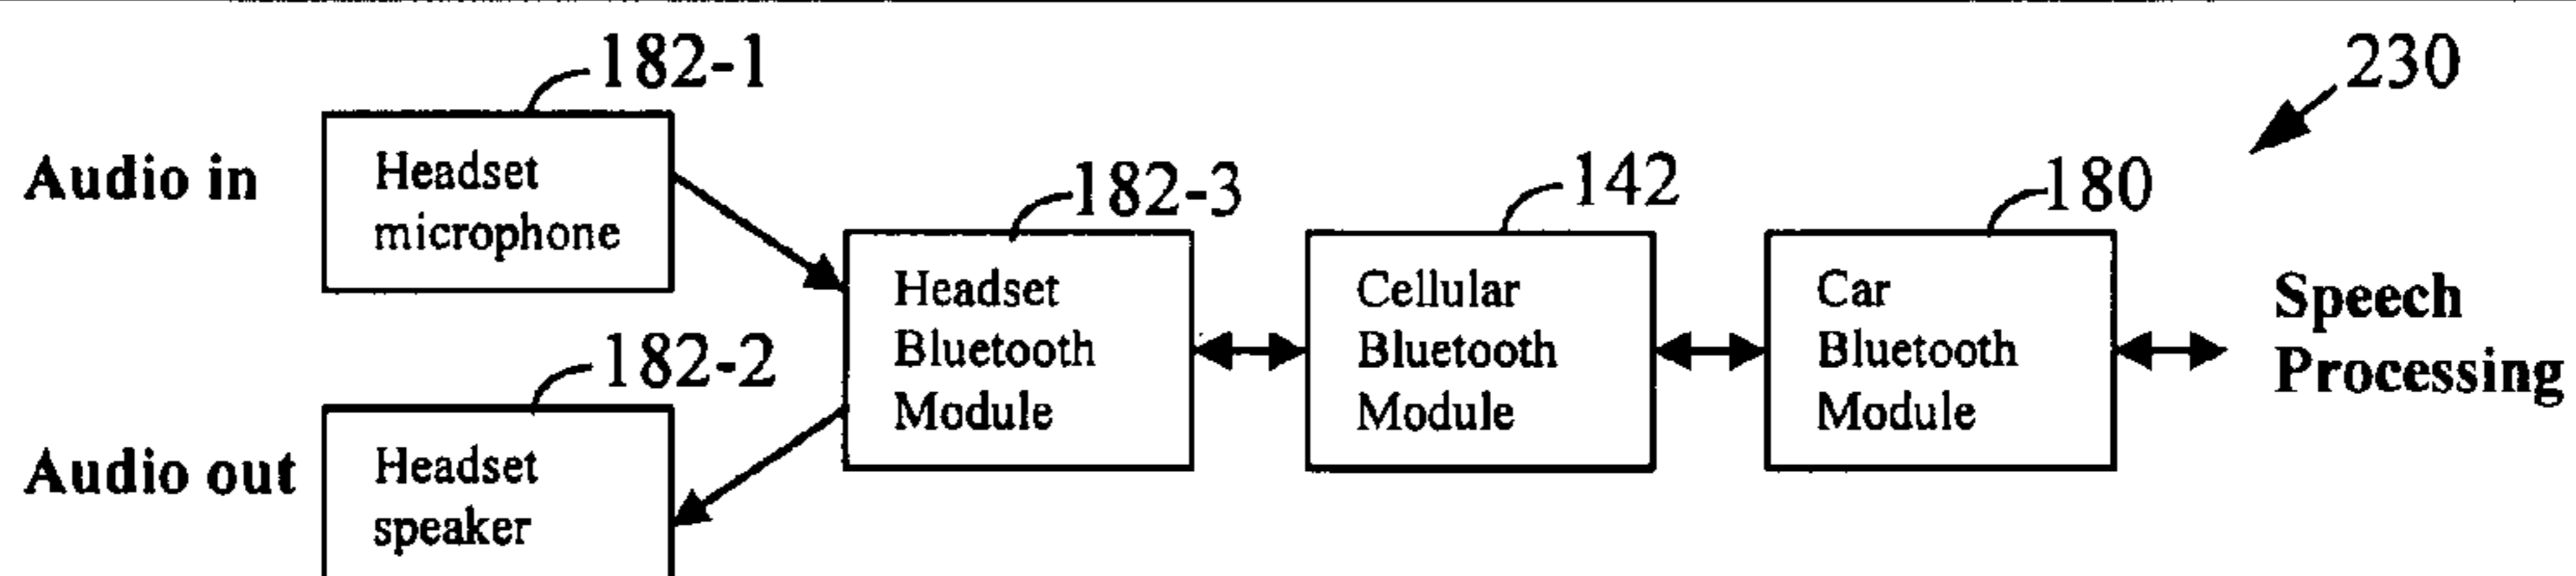 182-1
230
Audio in
Headset
microphone
182-3
142
180
Headset
Bluetooth
Module
Cellular
Bluetooth
Module
Car
Bluetooth
Module
Speech
Processing
182-2
Audio out
Headset
speaker